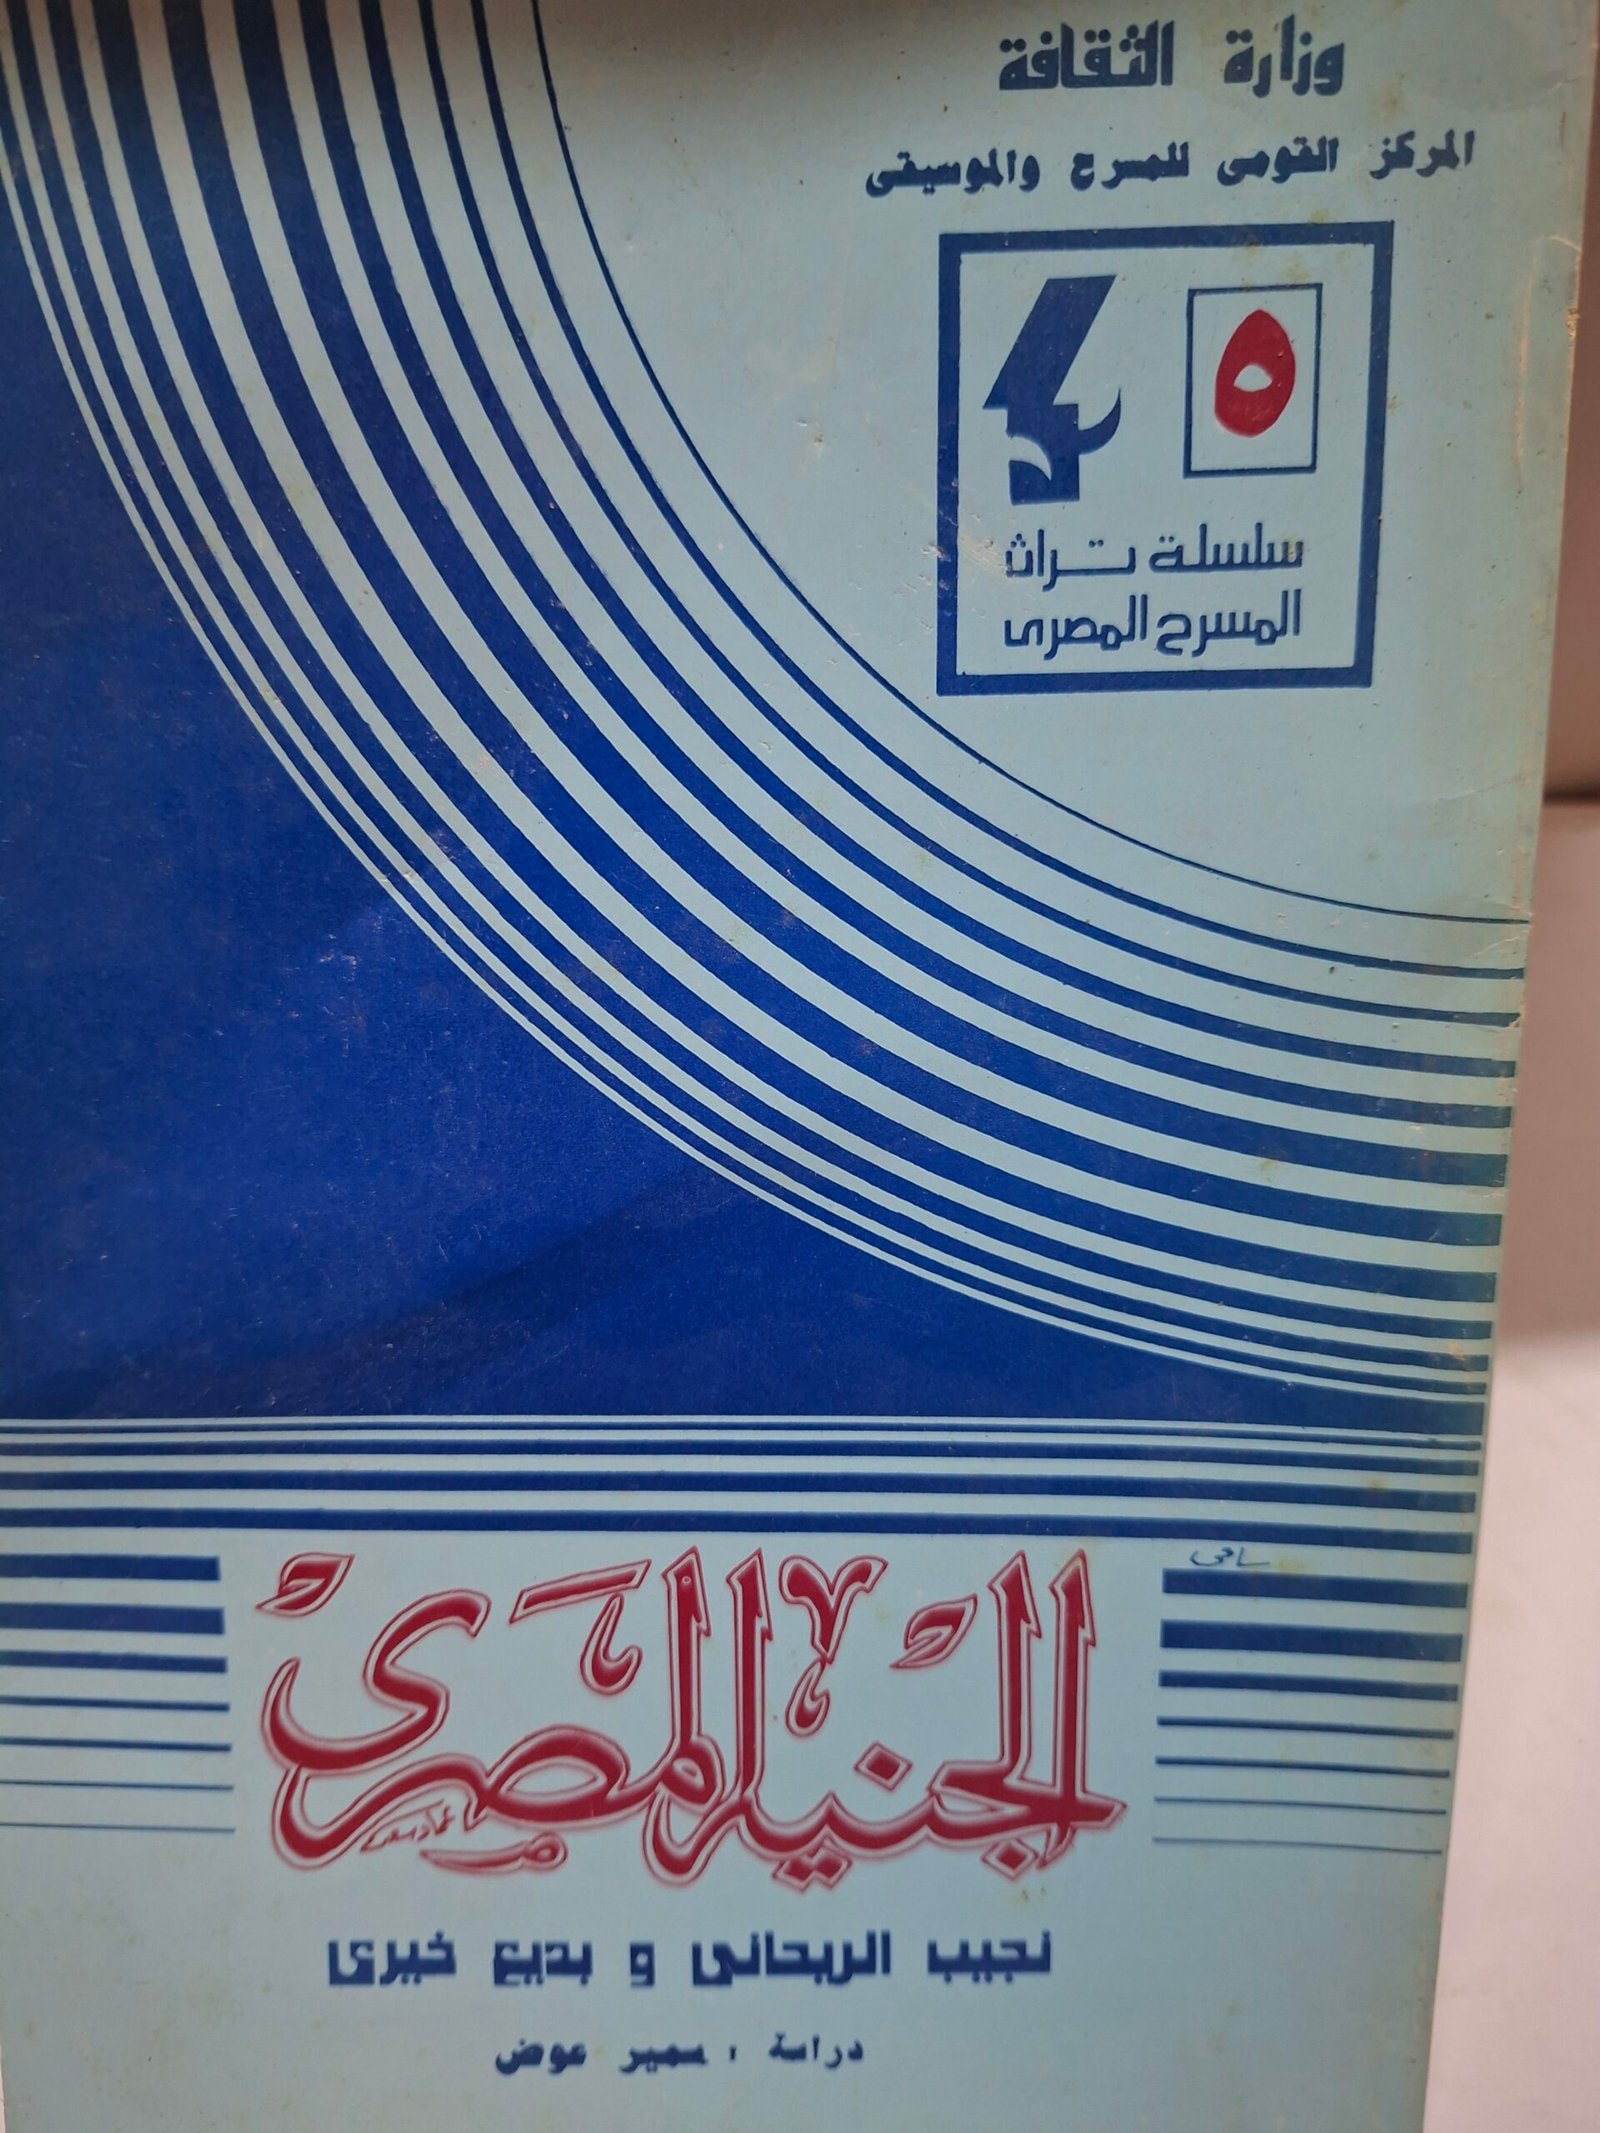 وزارة الثقافة
المركز القومى للمسرح والموسيقى
٥
سلسلة تراث
المسرح المصرى
سامى
الجنيه المصرى
نجيب الريحانى و بديع خيرى
دراسة : سمير عوض